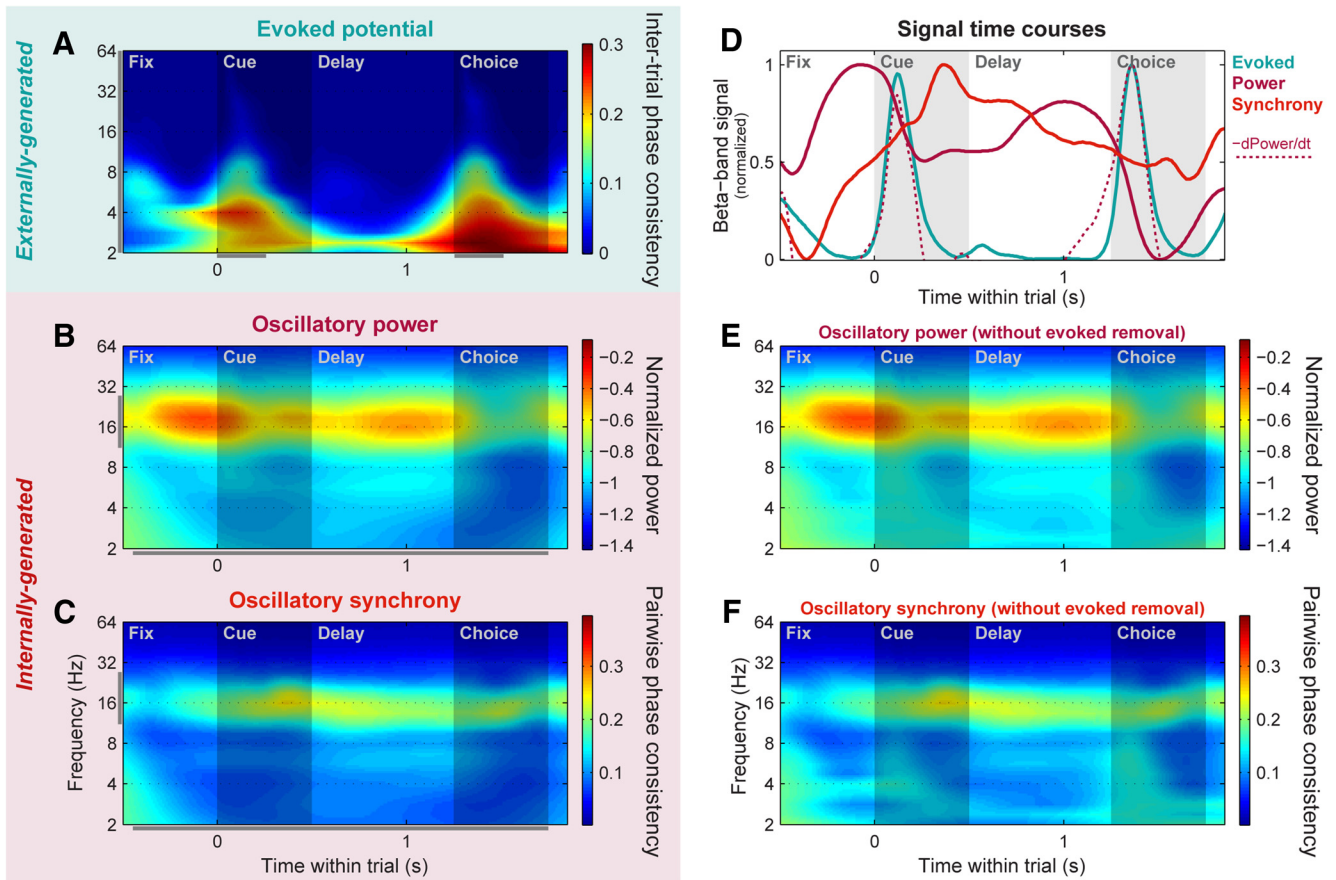 Externally-generated
A
Evoked potential
Fix
Cue
Delay
Choice
64
32
16
8
4
2
0
1
0.3
0.2
0.1
0
Inter-trial phase consistency
Internally-generated
B
Oscillatory power
Fix
Cue
Delay
Choice
64
32
16
8
4
2
0
1
−0.2
−0.4
−0.6
−0.8
−1
−1.2
−1.4
Normalized power
C
Oscillatory synchrony
Fix
Cue
Delay
Choice
Frequency (Hz)
64
32
16
8
4
2
0
1
Time within trial (s)
0.3
0.2
0.1
Pairwise phase consistency
D
Signal time courses
Fix
Cue
Delay
Choice
Beta-band signal
(normalized)
1
0.5
0
0
1
Time within trial (s)
Evoked
Power
Synchrony
−dPower/dt
E
Oscillatory power (without evoked removal)
Fix
Cue
Delay
Choice
64
32
16
8
4
2
0
1
−0.2
−0.4
−0.6
−0.8
−1
−1.2
−1.4
Normalized power
F
Oscillatory synchrony (without evoked removal)
Fix
Cue
Delay
Choice
Frequency (Hz)
64
32
16
8
4
2
0
1
Time within trial (s)
0.3
0.2
0.1
Pairwise phase consistency